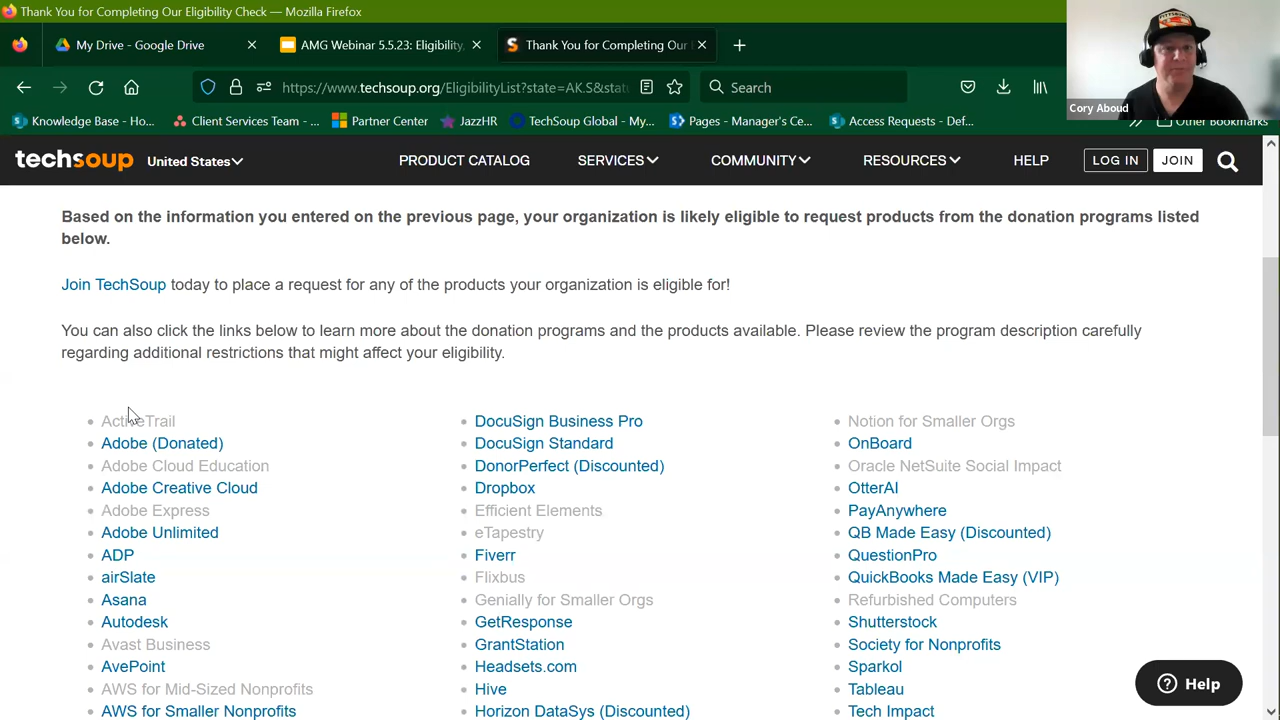 Thank You for Completing Our Eligibility Check — Mozilla Firefox
My Drive - Google Drive
AMG Webinar 5.5.23: Eligibility,
Thank You for Completing Our
https://www.techsoup.org/EligibilityList?state=AK.S&statu
Search
Knowledge Base - Ho...
Client Services Team - ...
Partner Center
JazzHR
TechSoup Global - My...
Pages - Manager's Ce...
Access Requests - Def...
Other Bookmarks
Cory Aboud
techsoup
United States
PRODUCT CATALOG
SERVICES
COMMUNITY
RESOURCES
HELP
LOG IN
JOIN
Based on the information you entered on the previous page, your organization is likely eligible to request products from the donation programs listed
below.
Join TechSoup today to place a request for any of the products your organization is eligible for!
You can also click the links below to learn more about the donation programs and the products available. Please review the program description carefully
regarding additional restrictions that might affect your eligibility.
ActiveTrail
Adobe (Donated)
Adobe Cloud Education
Adobe Creative Cloud
Adobe Express
Adobe Unlimited
ADP
airSlate
Asana
Autodesk
Avast Business
AvePoint
AWS for Mid-Sized Nonprofits
AWS for Smaller Nonprofits
DocuSign Business Pro
DocuSign Standard
DonorPerfect (Discounted)
Dropbox
Efficient Elements
eTapestry
Fiverr
Flixbus
Genially for Smaller Orgs
GetResponse
GrantStation
Headsets.com
Hive
Horizon DataSys (Discounted)
Notion for Smaller Orgs
OnBoard
Oracle NetSuite Social Impact
OtterAI
PayAnywhere
QB Made Easy (Discounted)
QuestionPro
QuickBooks Made Easy (VIP)
Refurbished Computers
Shutterstock
Society for Nonprofits
Sparkol
Tableau
Tech Impact
Help